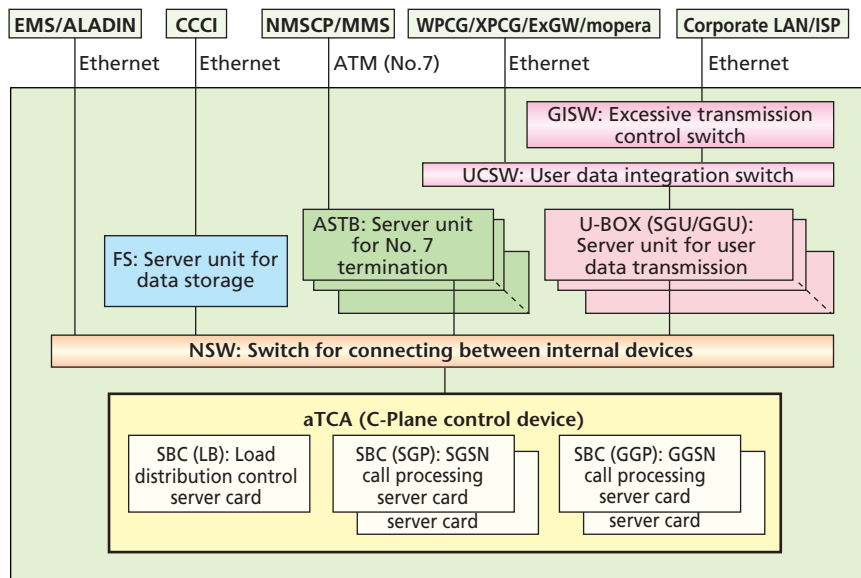 EMS/ALADIN
CCCI
NMSCP/MMS
WPCG/XPCG/ExGW/mopera
Corporate LAN/ISP
Ethernet
Ethernet
ATM (No.7)
Ethernet
Ethernet
GISW: Excessive transmission
control switch
UCSW: User data integration switch
FS: Server unit for
data storage
ASTB: Server unit
for No. 7
termination
U-BOX (SGU/GGU):
Server unit for user
data transmission
NSW: Switch for connecting between internal devices
aTCA (C-Plane control device)
SBC (LB): Load
distribution control
server card
SBC (SGP): SGSN
call processing
server card
server card
SBC (GGP): GGSN
call processing
server card
server card